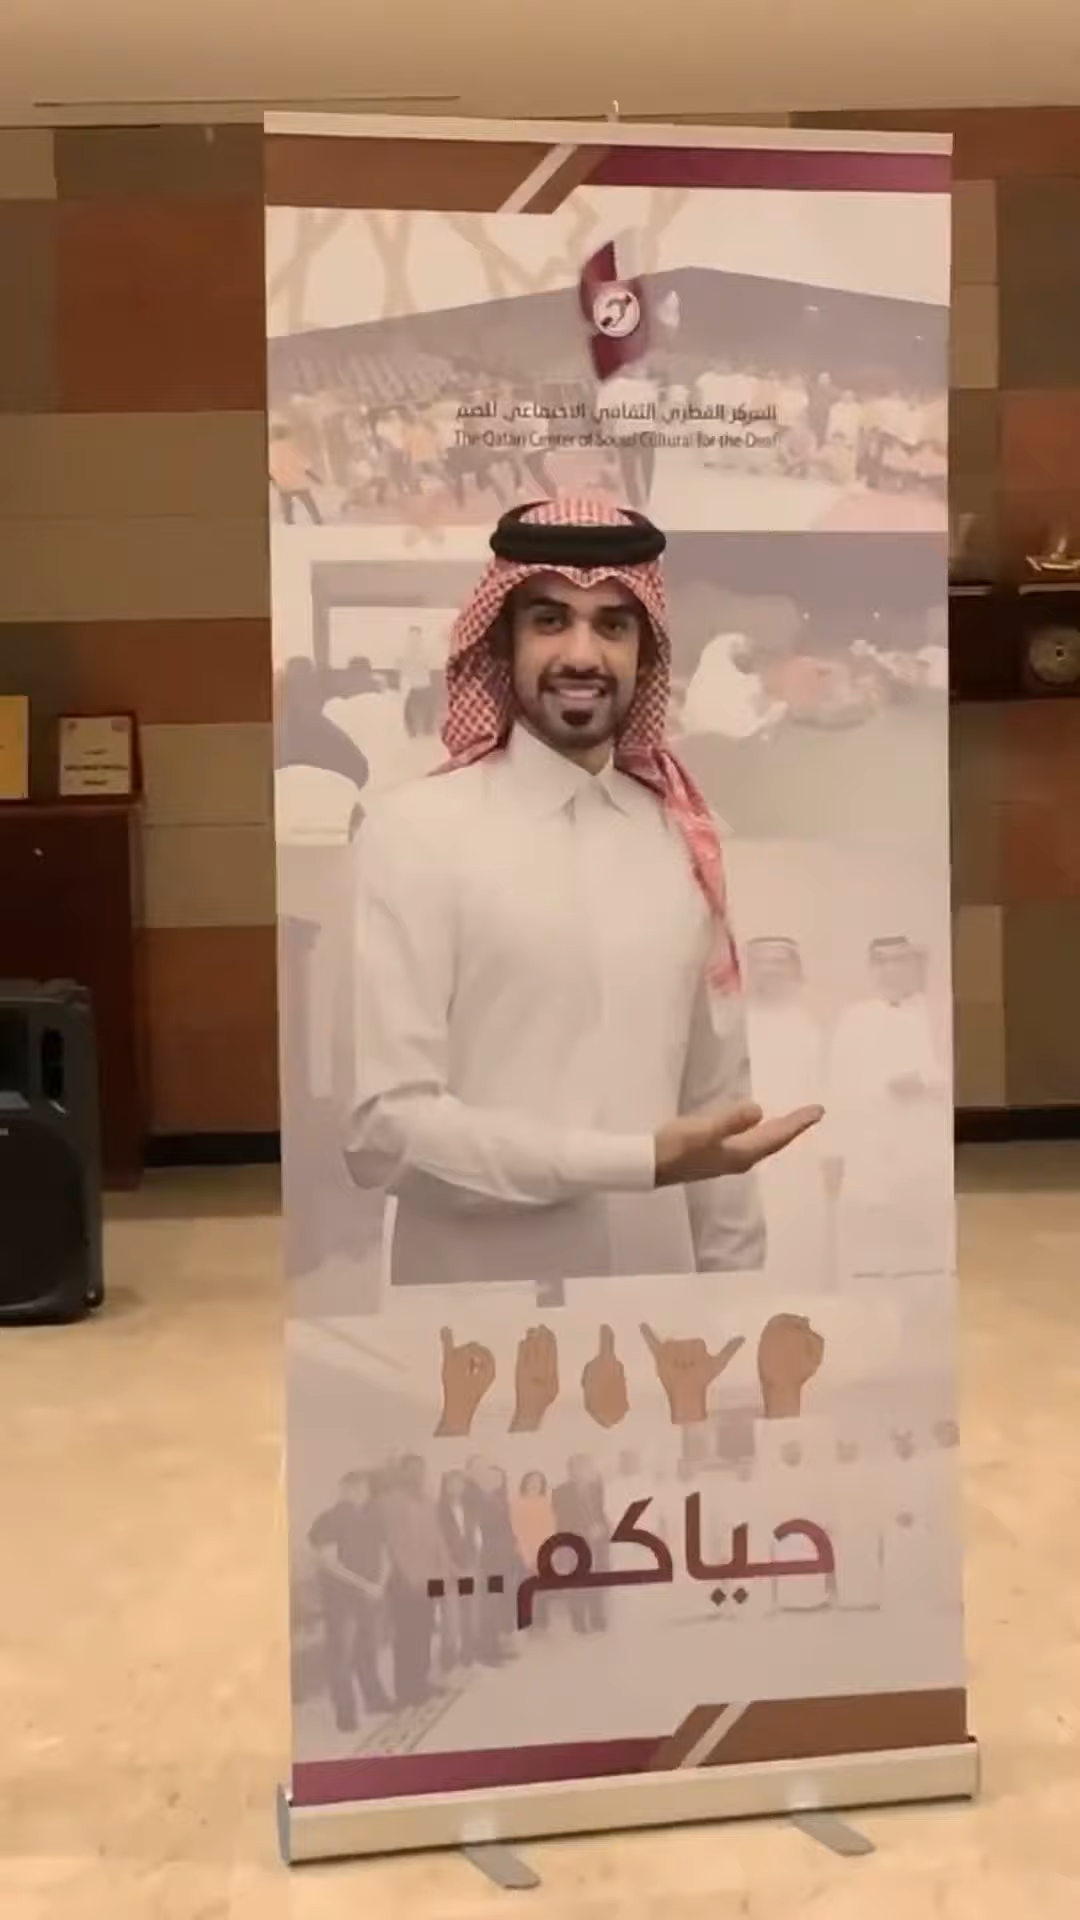 المركز القطري الثقافي الاجتماعي للصم
The Qatari Center of Social Cultural for the Deaf
حياكم...